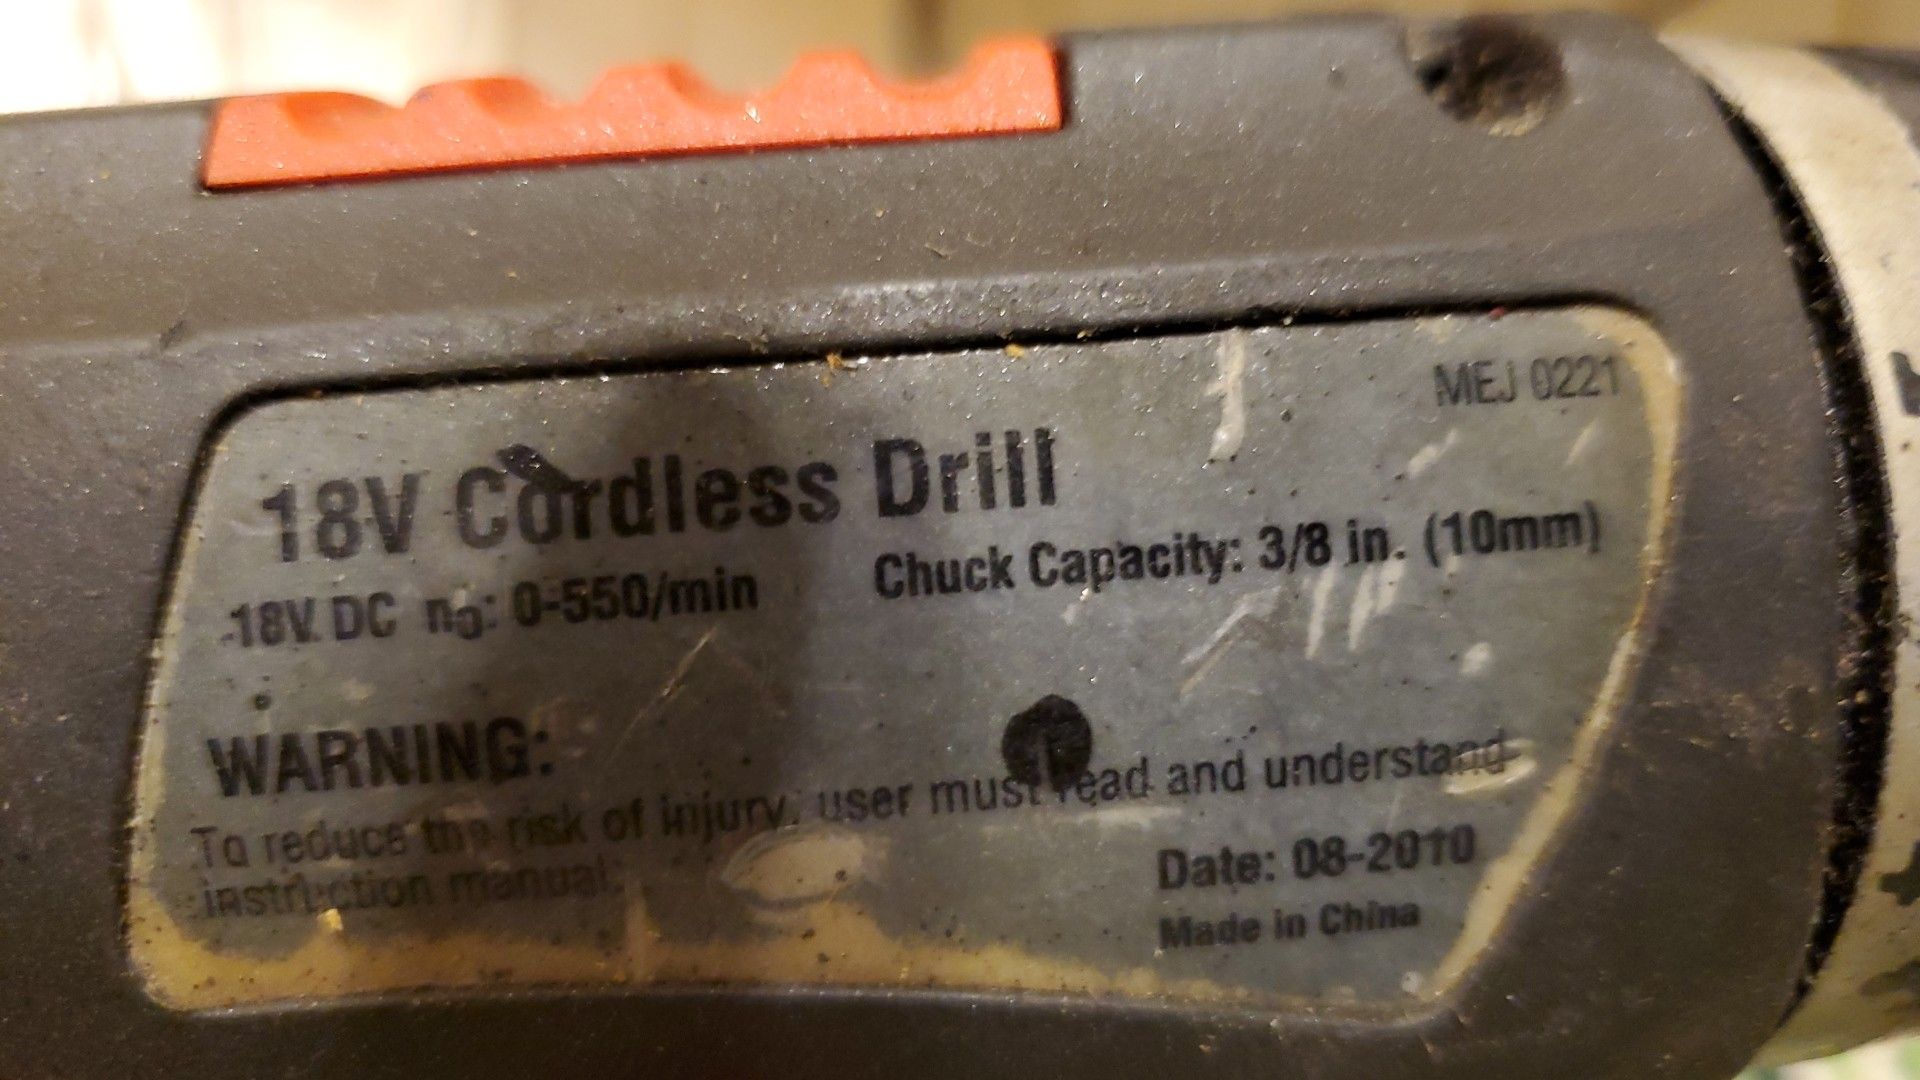 MEJ 0221
18V Cordless Drill
18V DC n₀: 0-550/min Chuck Capacity: 3/8 in. (10mm)
WARNING:
To reduce the risk of injury, user must read and understand
instruction manual.
Date: 08-2010
Made in China